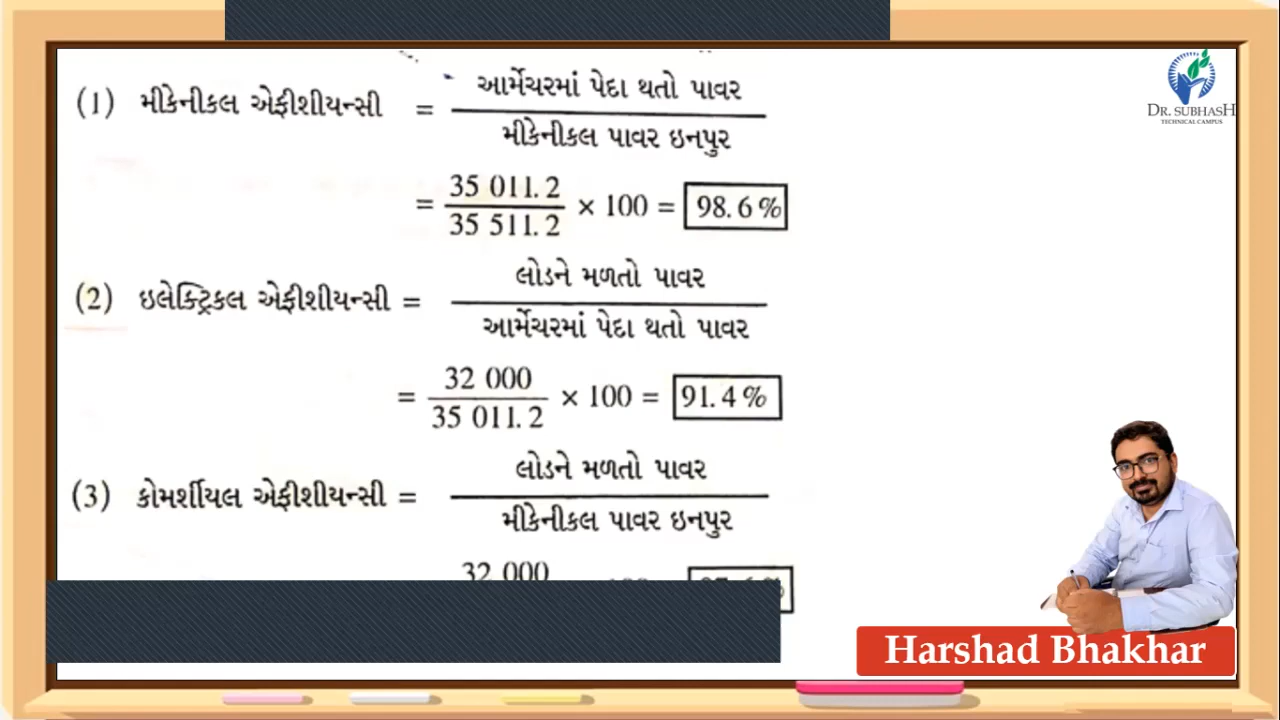 (1) મીકેનીકલ એફીશીયન્સી = આર્મેચરમાં પેદા થતો પાવર
મીકેનીકલ પાવર ઇનપુર
= 35 011.2
35 511.2 × 100 = 98.6%
(2) ઇલેક્ટ્રિકલ એફીશીયન્સી = લોડને મળતો પાવર
આર્મેચરમાં પેદા થતો પાવર
= 32 000
35 011.2 × 100 = 91.4%
(3) કોમર્શીયલ એફીશીયન્સી = લોડને મળતો પાવર
મીકેનીકલ પાવર ઇનપુર
32 000
DR. SUBHASH
TECHNICAL CAMPUS
Harshad Bhakhar